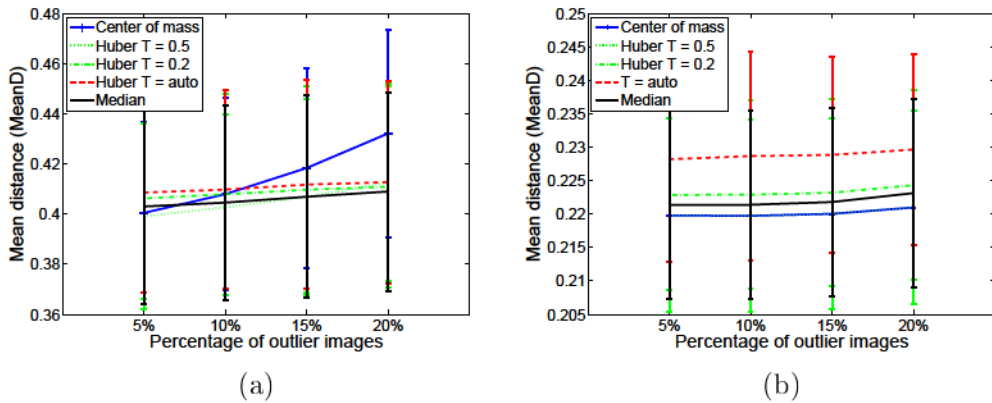 0.48
0.46
0.44
0.42
0.4
0.38
0.36
Mean distance (MeanD)
Center of mass
Huber T = 0.5
Huber T = 0.2
Huber T = auto
Median
5% 10% 15% 20%
Percentage of outlier images
(a)
0.25
0.245
0.24
0.235
0.23
0.225
0.22
0.215
0.21
0.205
Mean distance (MeanD)
Center of mass
Huber T = 0.5
Huber T = 0.2
T = auto
Median
5% 10% 15% 20%
Percentage of outlier images
(b)